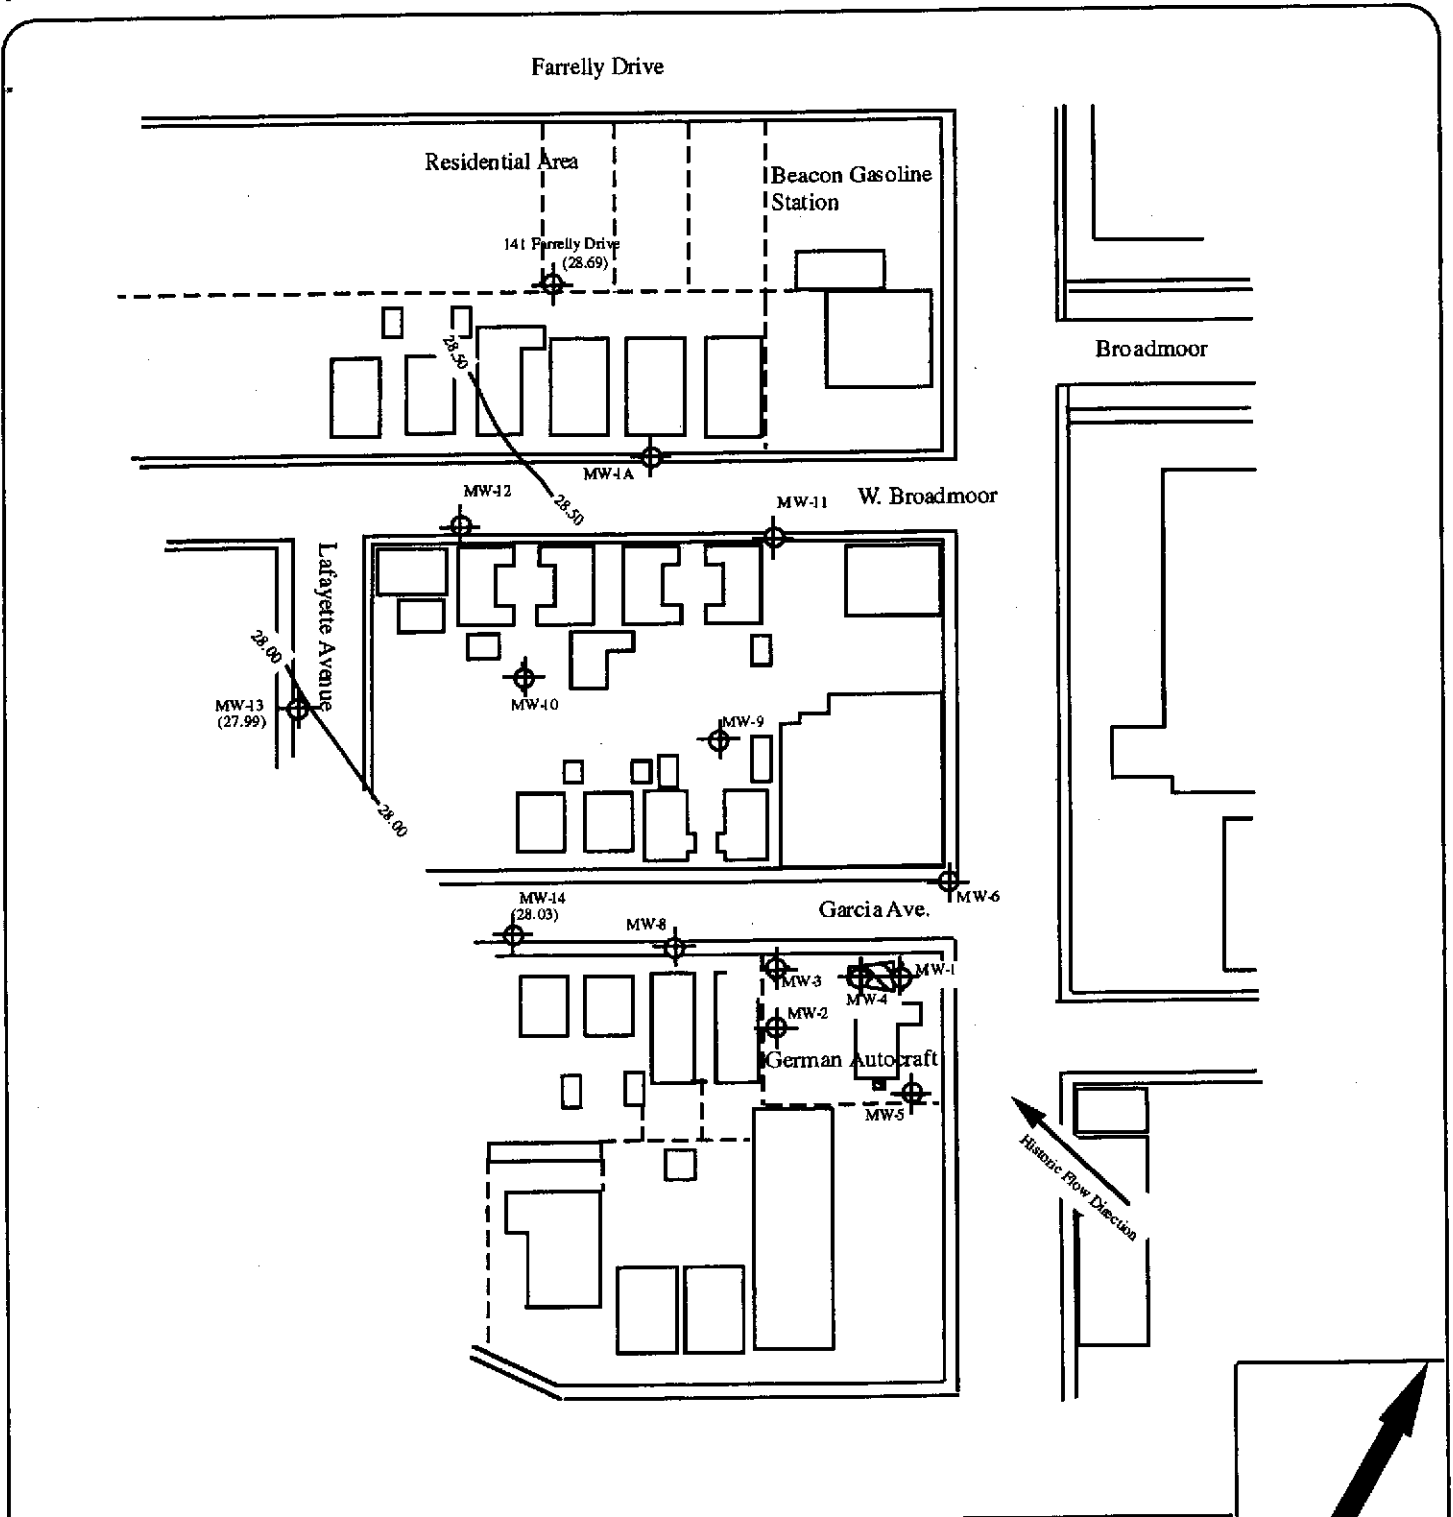 Farrelly Drive
Residential Area
Beacon Gasoline
Station
141 Farrelly Drive
(28.69)
28.50
Broadmoor
MW-1A
MW-12
28.50
W. Broadmoor
MW-11
Lafayette Avenue
28.00
MW-13
(27.99)
MW-10
MW-9
28.00
MW-14
(28.03)
MW-8
Garcia Ave.
MW-6
MW-3
MW-4
MW-1
MW-2
German Autocraft
MW-5
Historic Flow Direction